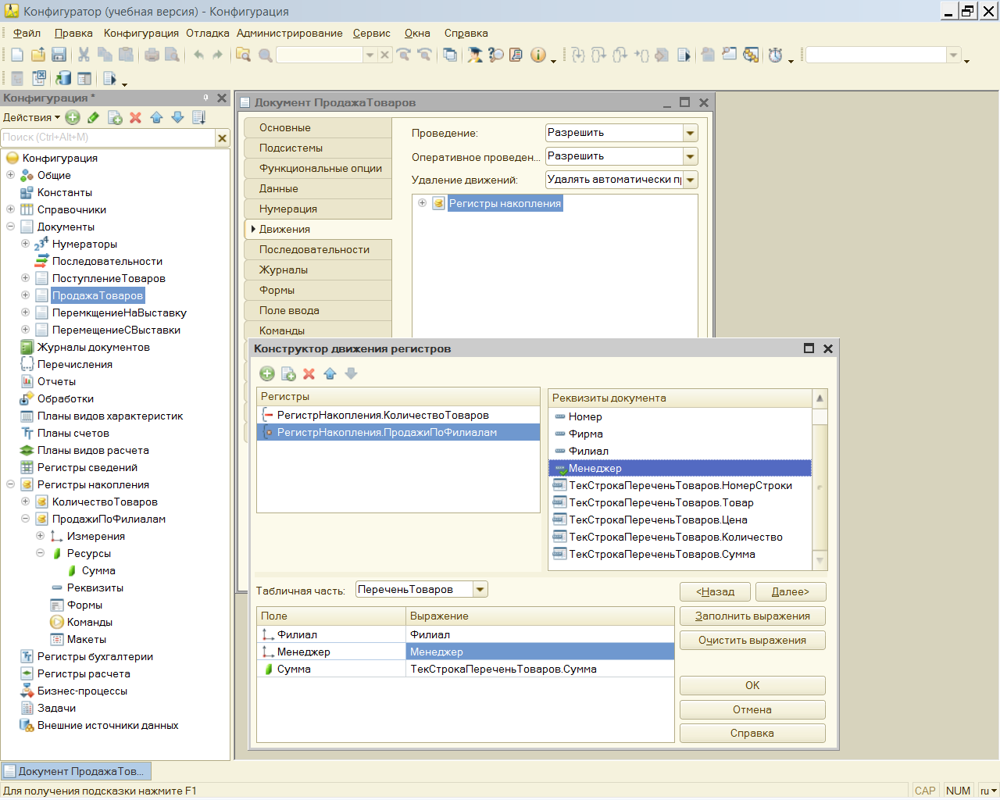 Конфигуратор (учебная версия) - Конфигурация
Файл Правка Конфигурация Отладка Администрирование Сервис Окна Справка
Конфигурация *
Действия
Поиск (Ctrl+Alt+M)
Конфигурация
Общие
Константы
Справочники
Документы
Нумераторы
Последовательности
ПоступлениеТоваров
ПродажаТоваров
ПеремкщениеНаВыставку
ПеремещениеСВыставки
Журналы документов
Перечисления
Отчеты
Обработки
Планы видов характеристик
Планы счетов
Планы видов расчета
Регистры сведений
Регистры накопления
КоличествоТоваров
ПродажиПоФилиалам
Измерения
Ресурсы
Сумма
Реквизиты
Формы
Команды
Макеты
Регистры бухгалтерии
Регистры расчета
Бизнес-процессы
Задачи
Внешние источники данных
Документ ПродажаТоваров
Основные
Подсистемы
Функциональные опции
Данные
Нумерация
Движения
Последовательности
Журналы
Формы
Поле ввода
Команды
Проведение: Разрешить
Оперативное проведен... Разрешить
Удаление движений: Удалять автоматически
Регистры накопления
Конструктор движения регистров
Регистры
РегистрНакопления.КоличествоТоваров
РегистрНакопления.ПродажиПоФилиалам
Реквизиты документа
Номер
Фирма
Филиал
Менеджер
ТекСтрокаПереченьТоваров.НомерСтроки
ТекСтрокаПереченьТоваров.Товар
ТекСтрокаПереченьТоваров.Цена
ТекСтрокаПереченьТоваров.Количество
ТекСтрокаПереченьТоваров.Сумма
Табличная часть: ПереченьТоваров
<Назад Далее>
Поле Выражение
Филиал Филиал
Менеджер Менеджер
Сумма ТекСтрокаПереченьТоваров.Сумма
Заполнить выражения
Очистить выражения
OK
Отмена
Справка
Документ ПродажаТов...
Для получения подсказки нажмите F1
CAP NUM ru